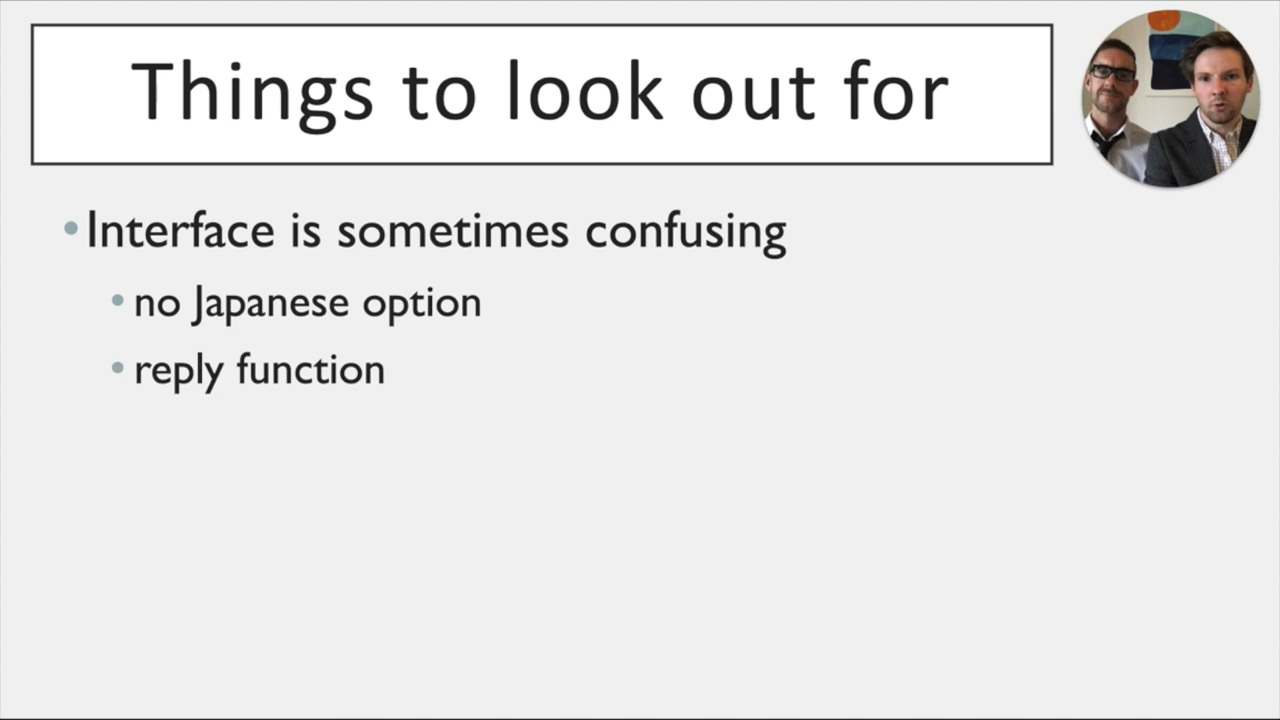 Things to look out for
• Interface is sometimes confusing
• no Japanese option
• reply function